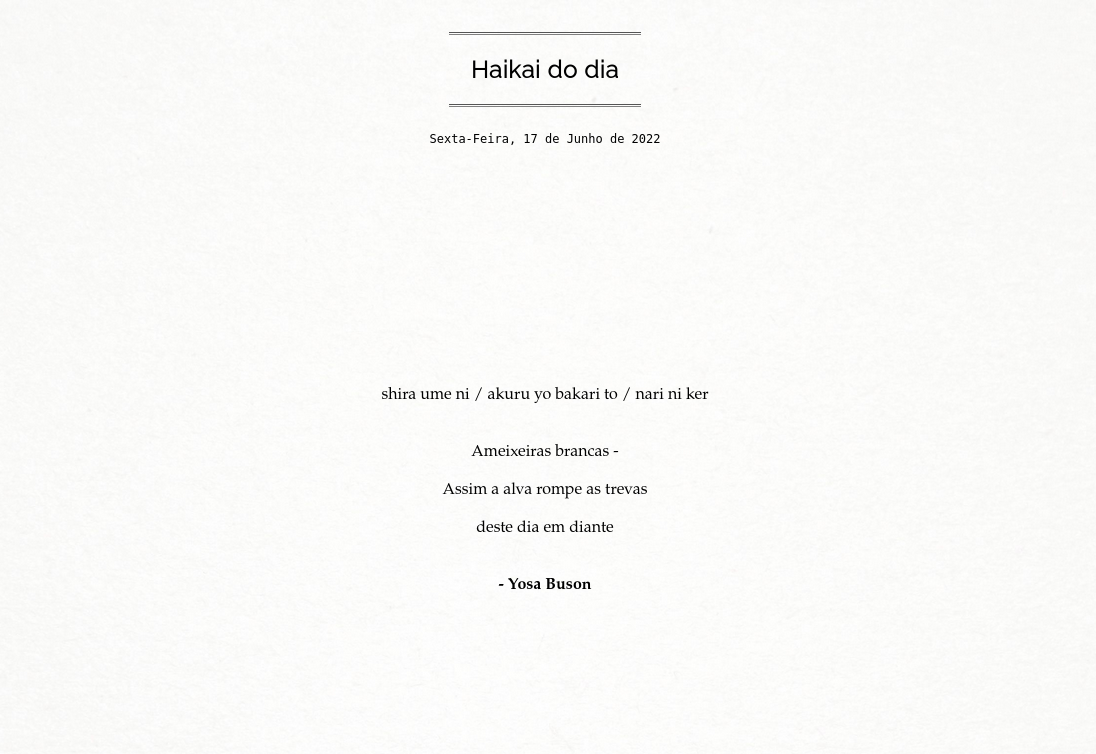 Haikai do dia
Sexta-Feira, 17 de Junho de 2022
shira ume ni / akuru yo bakari to / nari ni ker
Ameixeiras brancas -
Assim a alva rompe as trevas
deste dia em diante
- Yosa Buson